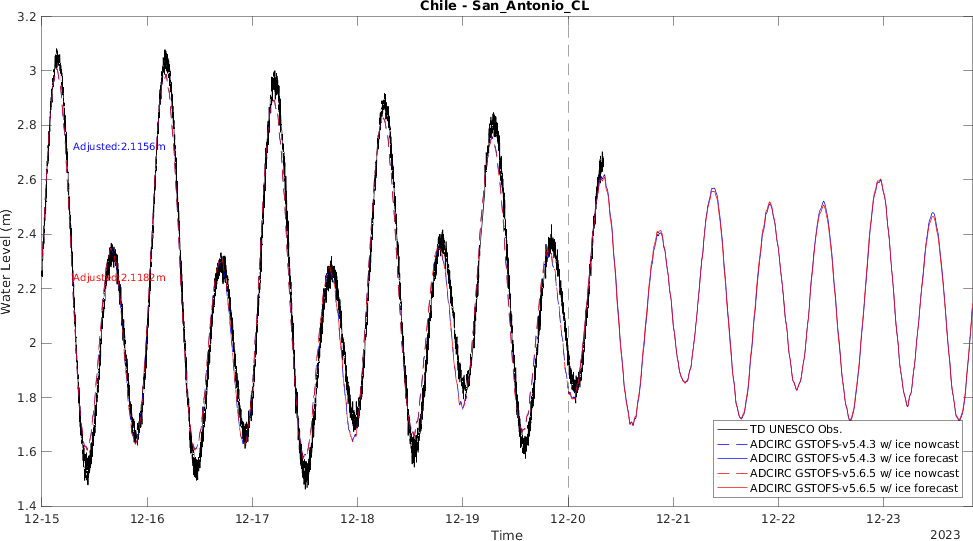 Chile - San_Antonio_CL
3.2
3
2.8
2.6
2.4
2.2
2
1.8
1.6
1.4
Water Level (m)
Adjusted:2.1156m
Adjusted:2.1182m
TD UNESCO Obs.
ADCIRC GSTOFS-v5.4.3 w/ ice nowcast
ADCIRC GSTOFS-v5.4.3 w/ ice forecast
ADCIRC GSTOFS-v5.6.5 w/ ice nowcast
ADCIRC GSTOFS-v5.6.5 w/ ice forecast
12-15 12-16 12-17 12-18 12-19 12-20 12-21 12-22 12-23
Time
2023